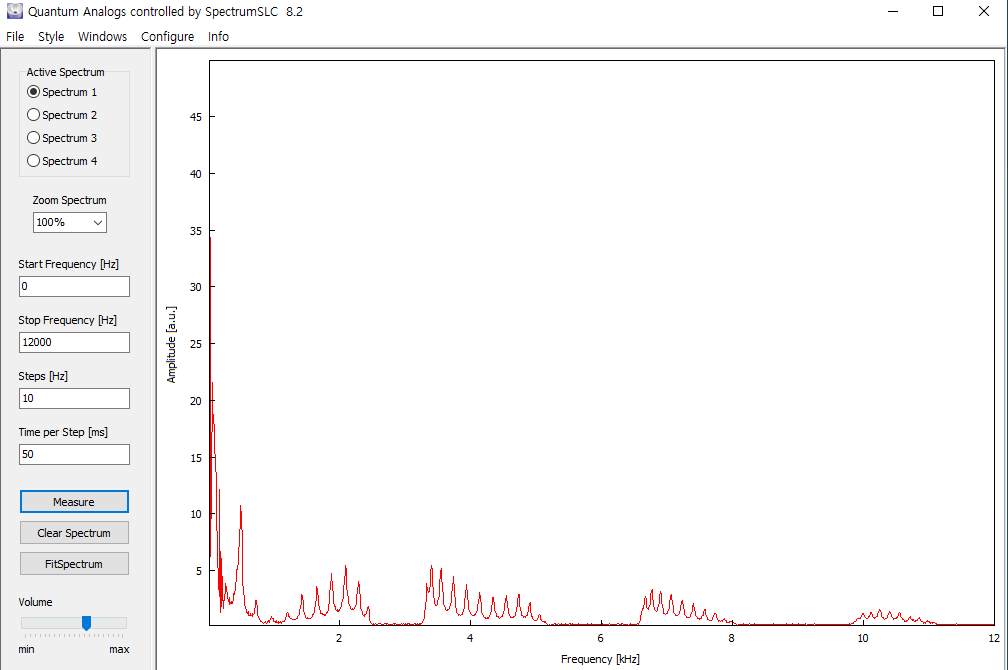 Quantum Analogs controlled by SpectrumSLC 8.2
File Style Windows Configure Info
Active Spectrum
Spectrum 1
Spectrum 2
Spectrum 3
Spectrum 4
Zoom Spectrum
100%
Start Frequency [Hz]
0
Stop Frequency [Hz]
12000
Steps [Hz]
10
Time per Step [ms]
50
Measure
Clear Spectrum
FitSpectrum
Volume
min max
Amplitude [a.u.]
45
40
35
30
25
20
15
10
5
2 4 6 8 10 12
Frequency [kHz]